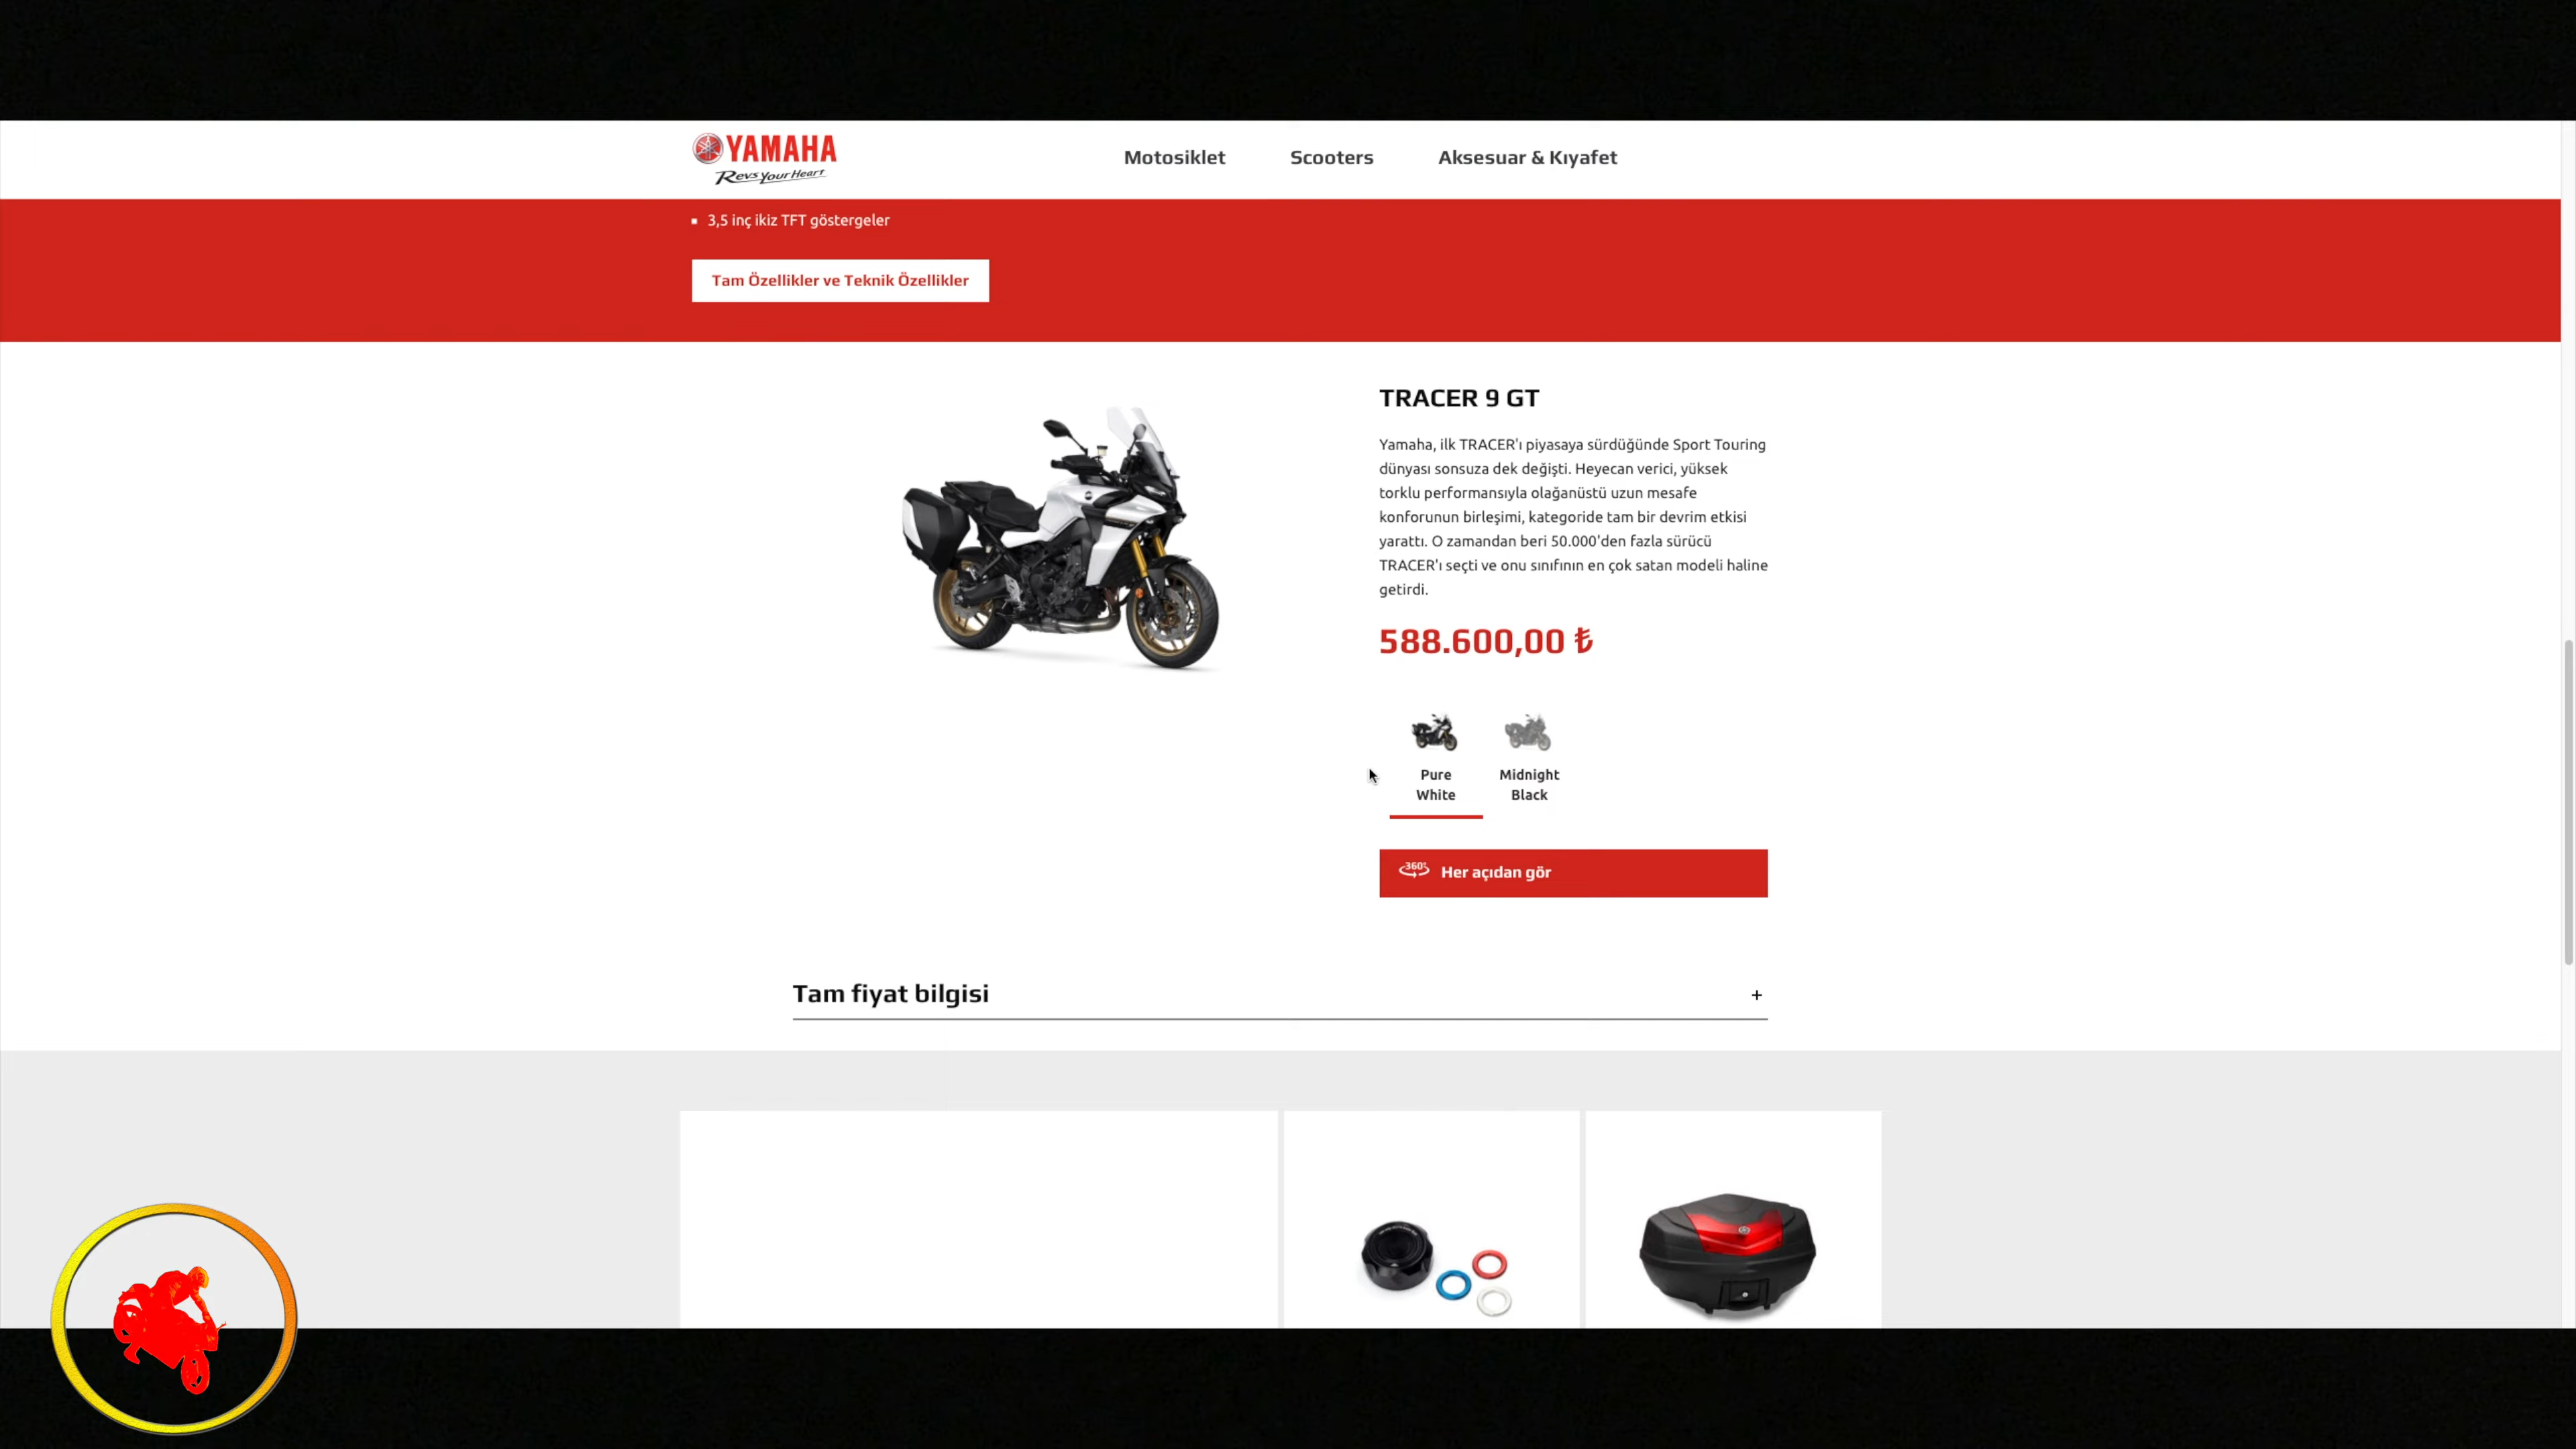 YAMAHA
Revs Your Heart
Motosiklet
Scooters
Aksesuar & Kıyafet
3,5 inç ikiz TFT göstergeler
Tam Özellikler ve Teknik Özellikler
TRACER 9 GT
Yamaha, ilk TRACER'ı piyasaya sürdüğünde Sport Touring
dünyası sonsuza dek değişti. Heyecan verici, yüksek
torklu performansıyla olağanüstü uzun mesafe
konforunun birleşimi, kategoride tam bir devrim etkisi
yarattı. O zamandan beri 50.000'den fazla sürücü
TRACER'ı seçti ve onu sınıfının en çok satan modeli haline
getirdi.
588.600,00 ₺
Pure
White
Midnight
Black
360°
Her açıdan gör
Tam fiyat bilgisi
+